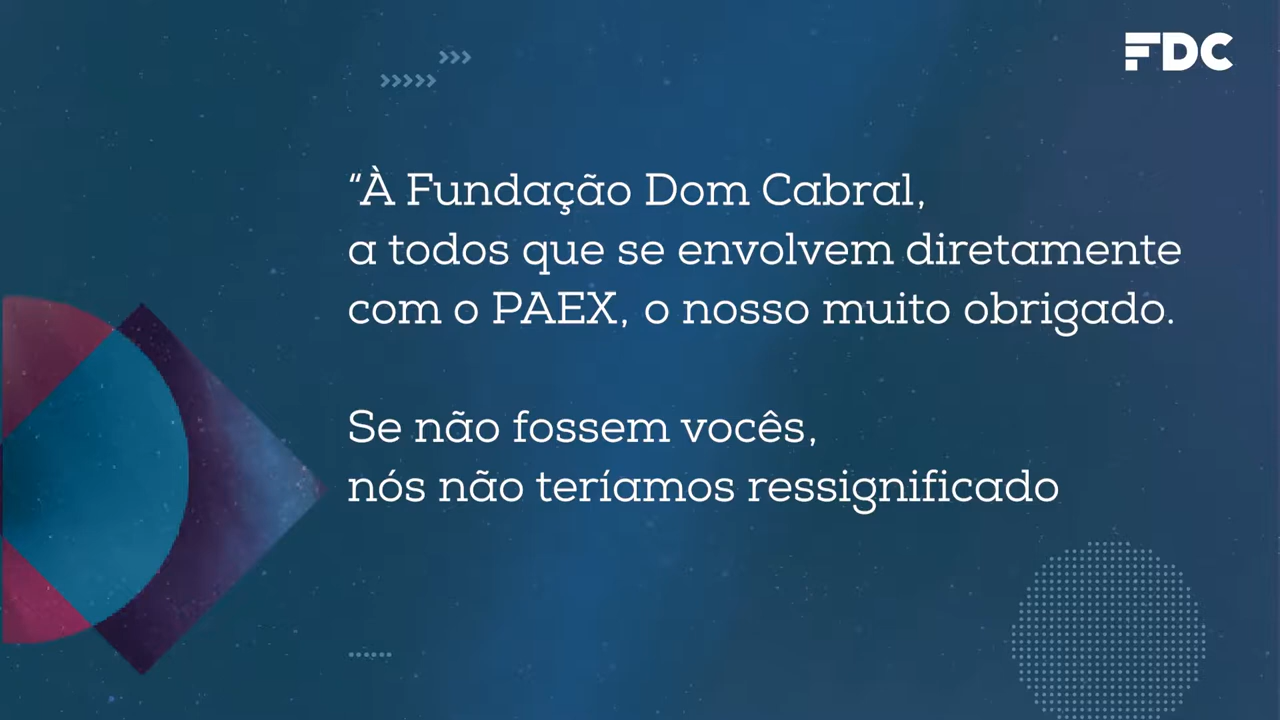 FDC
“À Fundação Dom Cabral,
a todos que se envolvem diretamente
com o PAEX, o nosso muito obrigado.
Se não fossem vocês,
nós não teríamos ressignificado